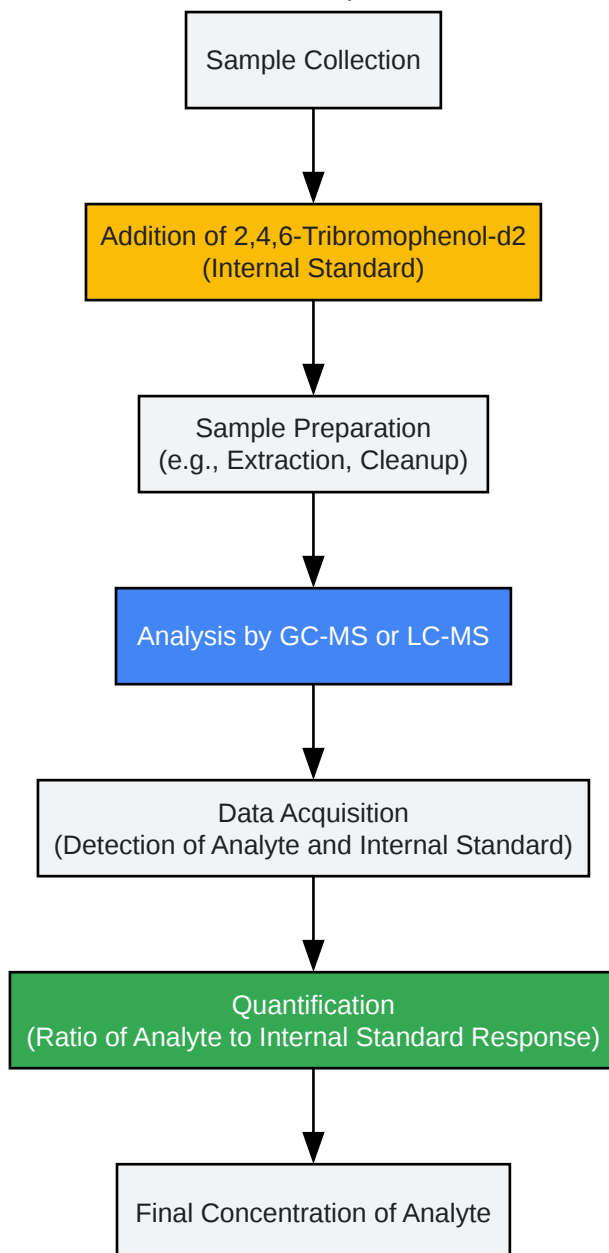 Sample Collection
Addition of 2,4,6-Tribromophenol-d2
(Internal Standard)
Sample Preparation
(e.g., Extraction, Cleanup)
Analysis by GC-MS or LC-MS
Data Acquisition
(Detection of Analyte and Internal Standard)
Quantification
(Ratio of Analyte to Internal Standard Response)
Final Concentration of Analyte